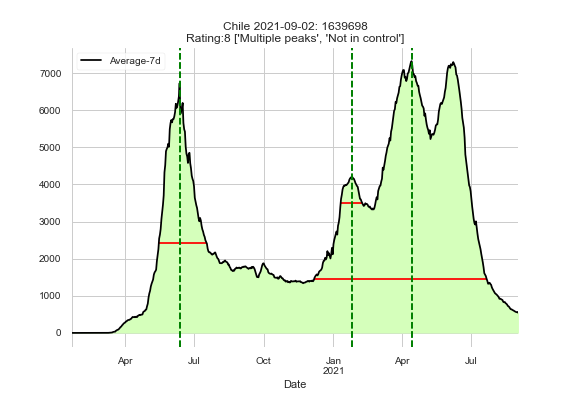 Chile 2021-09-02: 1639698
Rating:8 ['Multiple peaks', 'Not in control']
Average-7d
7000
6000
5000
4000
3000
2000
1000
0
Apr Jul Oct Jan Apr Jul
2021
Date